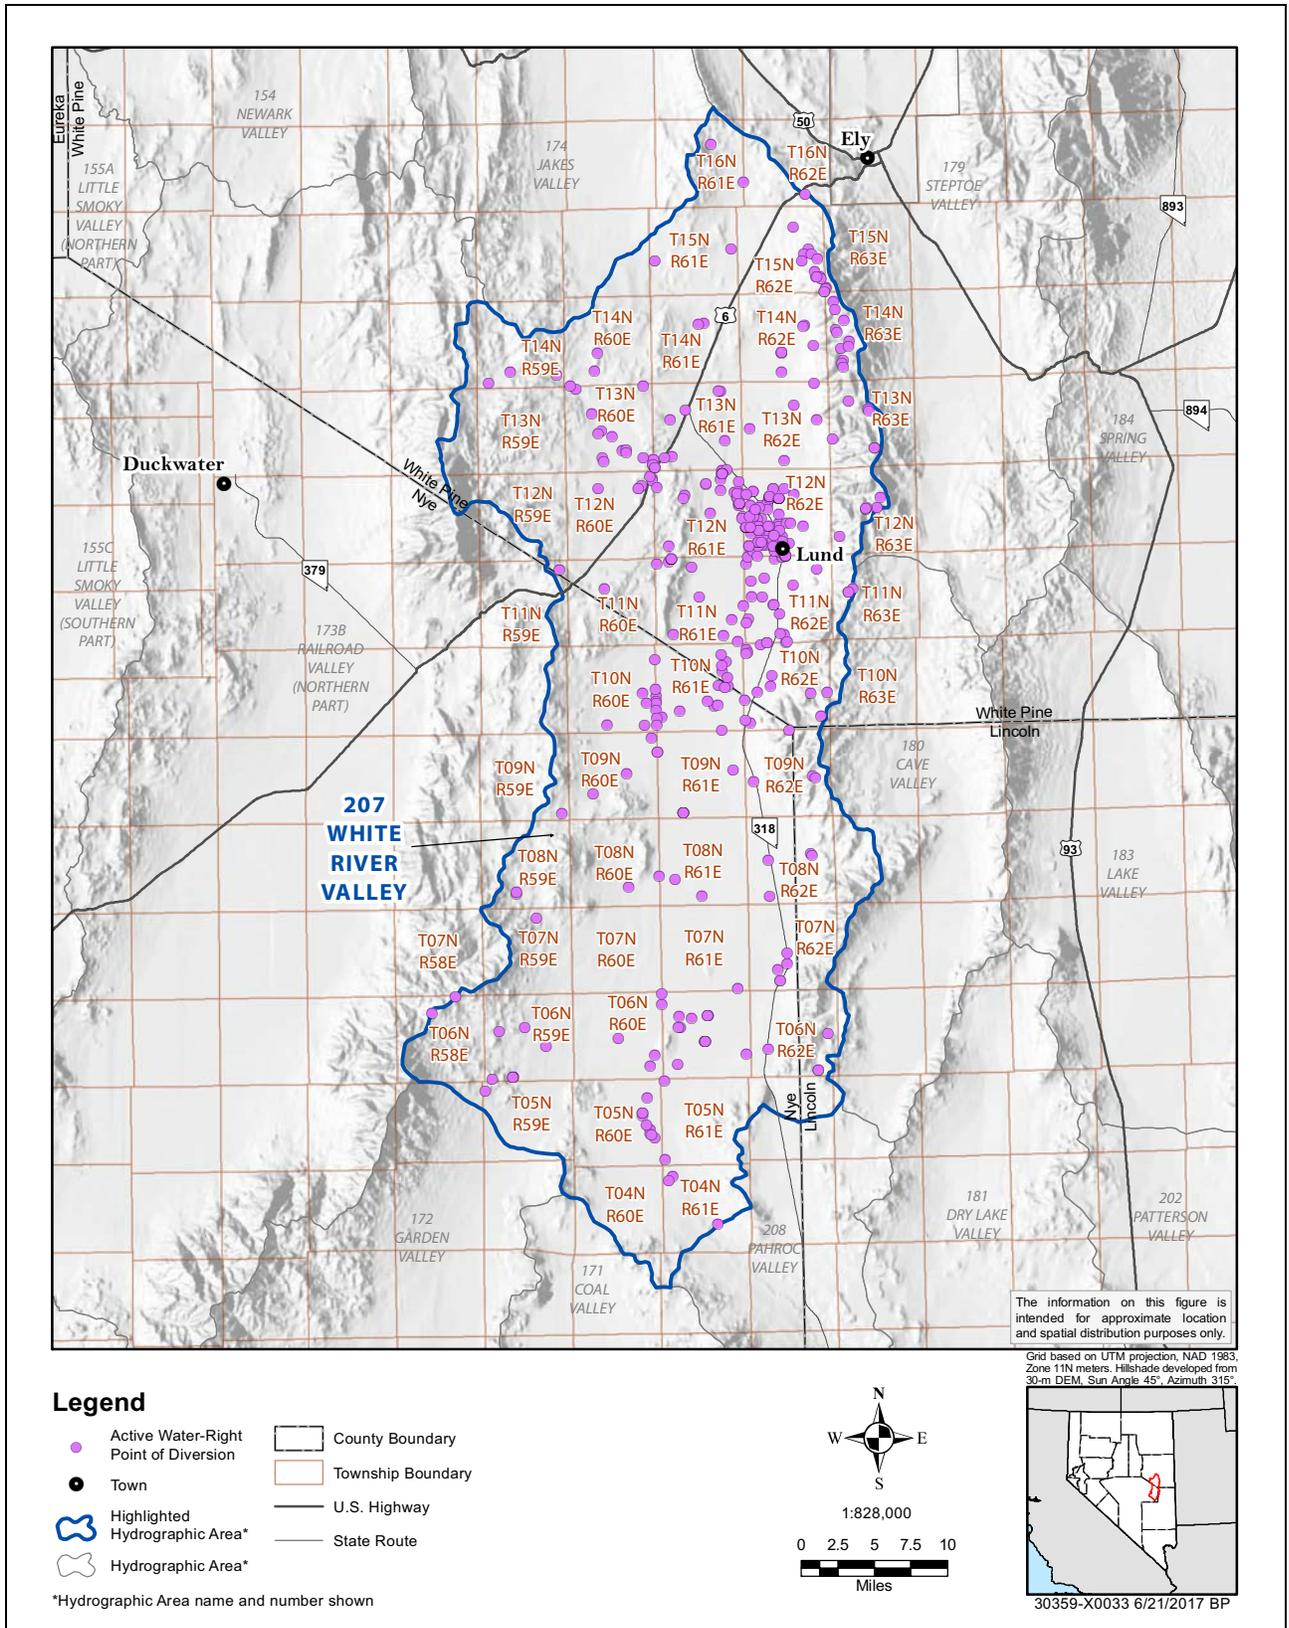 Eureka
White Pine
154
NEWARK
VALLEY
155A
LITTLE
SMOKY
VALLEY
(NORTHERN
PART)
174
JAKES
VALLEY
50
Ely
T16N
R61E
T16N
R62E
179
STEPTOE
VALLEY
893
T15N
R61E
T15N
R62E
T15N
R63E
T14N
R59E
T14N
R60E
T14N
R61E
6
T14N
R62E
T14N
R63E
T13N
R59E
T13N
R60E
T13N
R61E
T13N
R62E
T13N
R63E
894
184
SPRING
VALLEY
Duckwater
White Pine
Nye
T12N
R59E
T12N
R60E
T12N
R61E
T12N
R62E
T12N
R63E
Lund
155C
LITTLE
SMOKY
VALLEY
(SOUTHERN
PART)
379
173B
RAILROAD
VALLEY
(NORTHERN
PART)
T11N
R59E
T11N
R60E
T11N
R61E
T11N
R62E
T11N
R63E
T10N
R60E
T10N
R61E
T10N
R62E
T10N
R63E
White Pine
Lincoln
T09N
R59E
T09N
R60E
T09N
R61E
T09N
R62E
180
CAVE
VALLEY
207
WHITE
RIVER
VALLEY
318
93
183
LAKE
VALLEY
T08N
R59E
T08N
R60E
T08N
R61E
T08N
R62E
T07N
R58E
T07N
R59E
T07N
R60E
T07N
R61E
T07N
R62E
T06N
R58E
T06N
R59E
T06N
R60E
T06N
R62E
Nye
Lincoln
T05N
R59E
T05N
R60E
T05N
R61E
T04N
R60E
T04N
R61E
172
GARDEN
VALLEY
171
COAL
VALLEY
208
PAHROC
VALLEY
181
DRY LAKE
VALLEY
202
PATTERSON
VALLEY
The information on this figure is
intended for approximate location
and spatial distribution purposes only.
Grid based on UTM projection, NAD 1983,
Zone 11N meters. Hillshade developed from
30-m DEM, Sun Angle 45°, Azimuth 315°.
Legend
Active Water-Right
Point of Diversion
Town
Highlighted
Hydrographic Area*
Hydrographic Area*
*Hydrographic Area name and number shown
County Boundary
Township Boundary
U.S. Highway
State Route
N
W E
S
1:828,000
0 2.5 5 7.5 10
Miles
30359-X0033 6/21/2017 BP